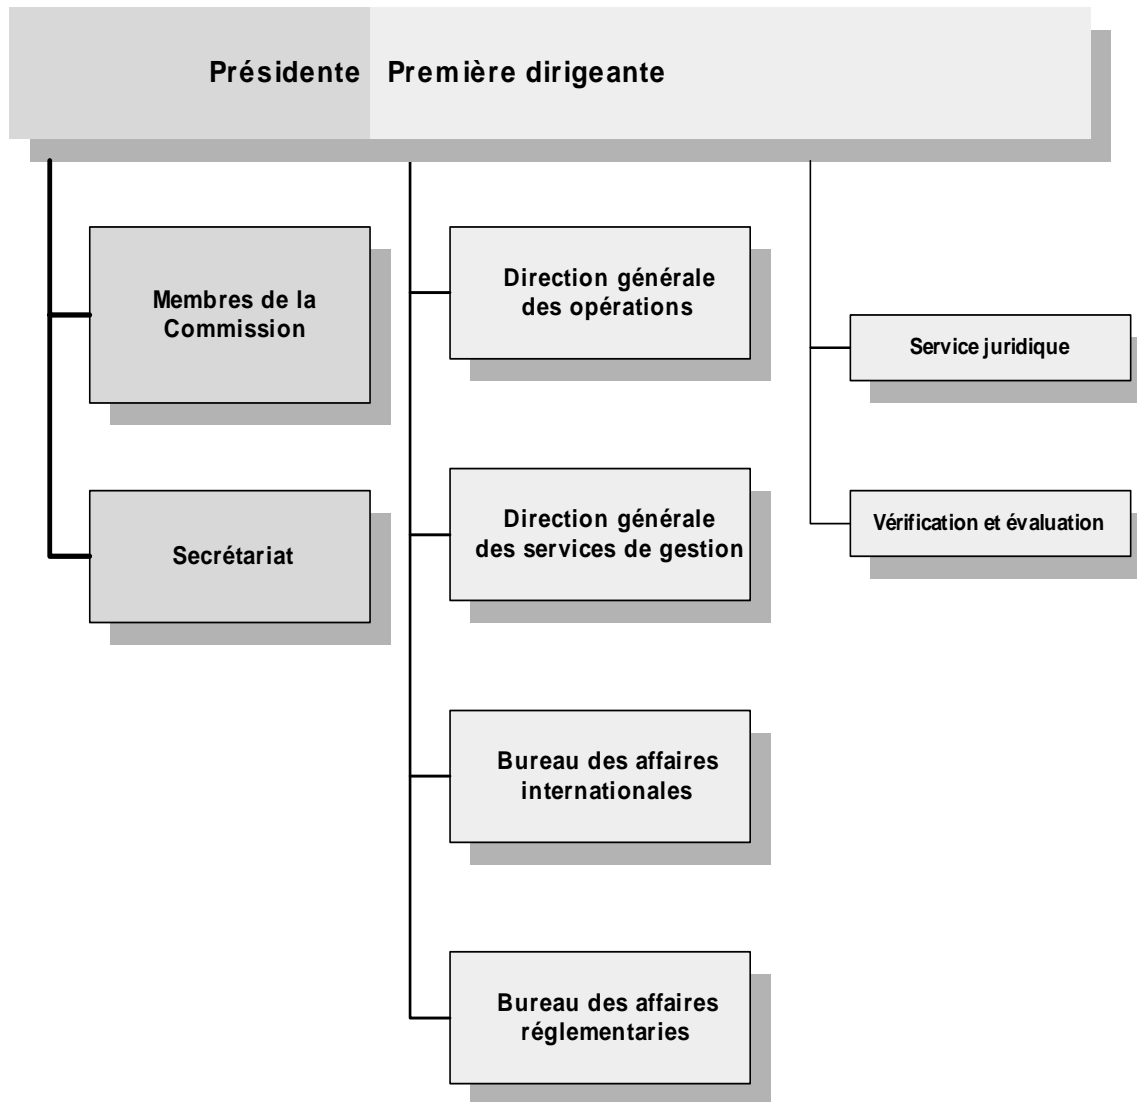 Présidente Première dirigeante
Membres de la
Commission
Secrétariat
Direction générale
des opérations
Direction générale
des services de gestion
Bureau des affaires
internationales
Bureau des affaires
réglementaries
Service juridique
Vérification et évaluation